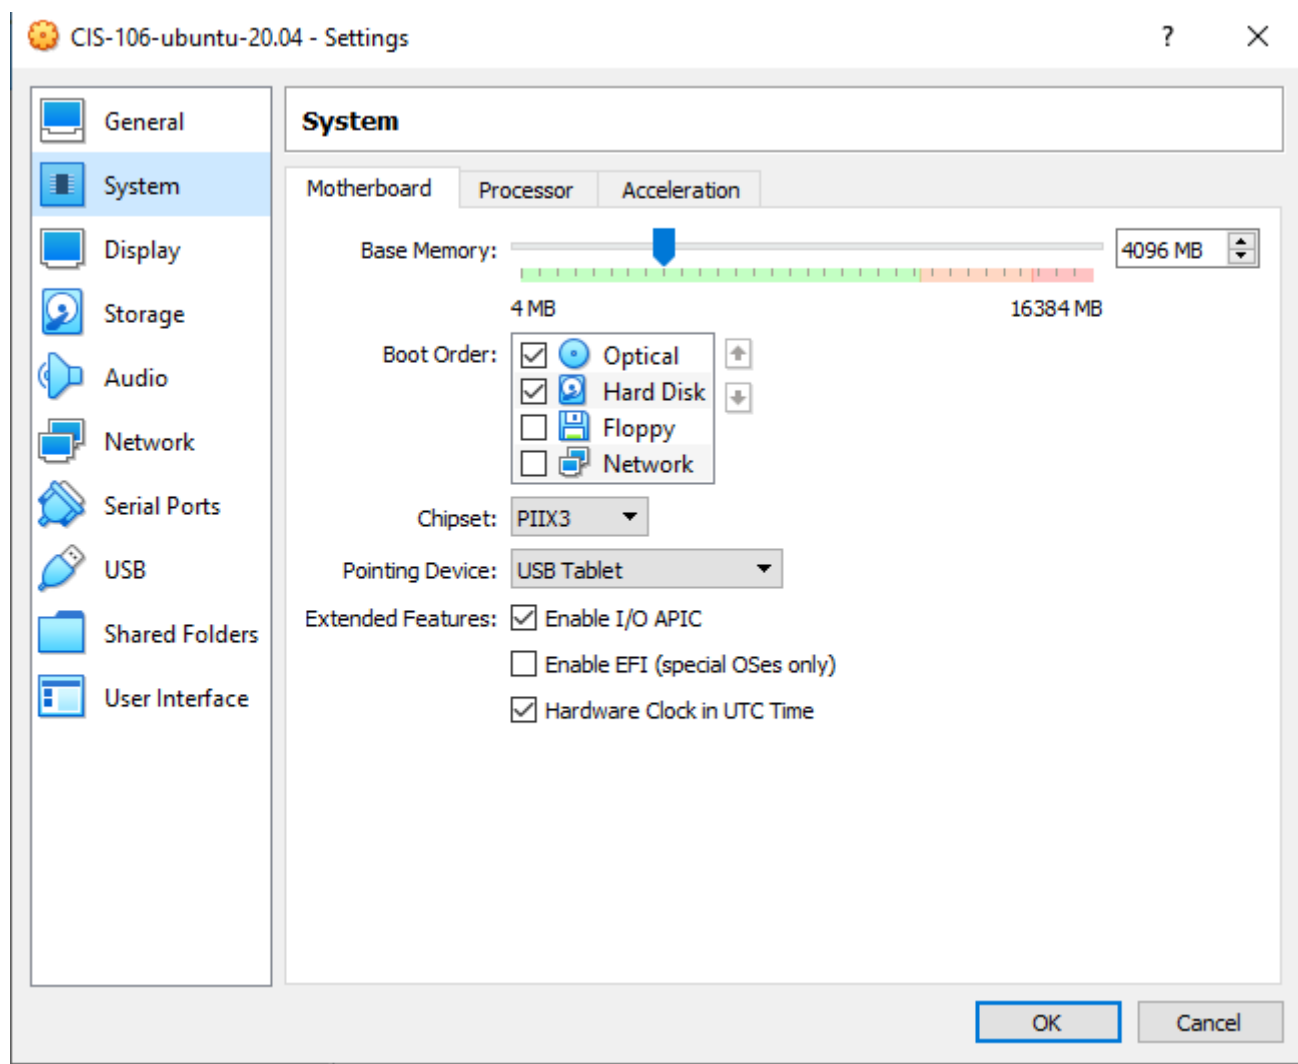 CIS-106-ubuntu-20.04 - Settings ?
General
System
Display
Storage
Audio
Network
Serial Ports
USB
Shared Folders
User Interface
System
Motherboard Processor Acceleration
Base Memory: 4096 MB
4 MB 16384 MB
Boot Order: Optical
Hard Disk
Floppy
Network
Chipset: PIIX3
Pointing Device: USB Tablet
Extended Features: Enable I/O APIC
Enable EFI (special OSes only)
Hardware Clock in UTC Time
OK Cancel